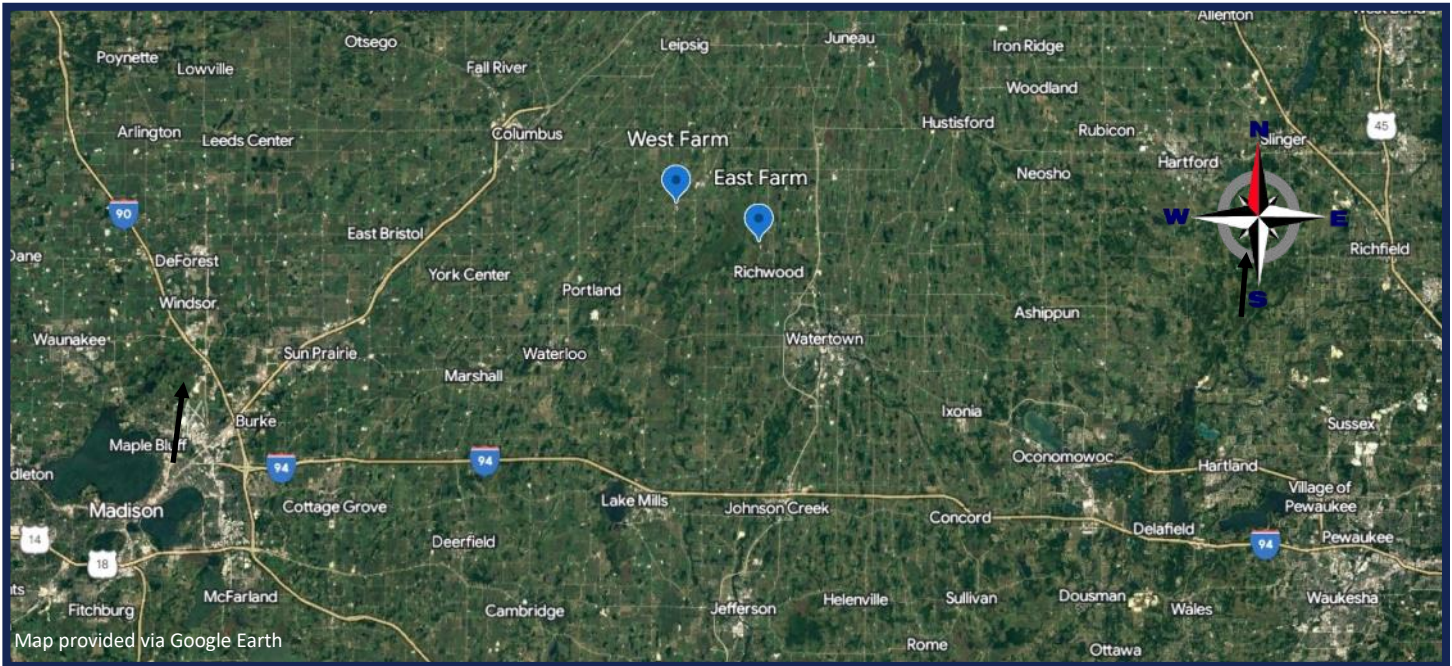 Allenton
Otsego
Juneau
Leipsig
Iron Ridge
Poynette
Lowville
Fall River
Woodland
Arlington
Leeds Center
Columbus
Hustisford
Rubicon
45
West Farm
N
Slinger
Hartford
East Farm
Neosho
90
W
E
East Bristol
Richfield
DeForest
York Center
Richwood
Portland
Windsor
S
Ashippun
Waunakee
Sun Prairie
Waterloo
Watertown
Marshall
Burke
Ixonia
Sussex
Maple Bluff
94
94
Oconomowoc
Hartland
dleton
Village of
Pewaukee
Madison
Cottage Grove
Lake Mills
Johnson Creek
Concord
Delafield
14
Deerfield
94
Pewaukee
18
McFarland
Fitchburg
Cambridge
Jefferson
Helenville
Sullivan
Dousman
Wales
Waukesha
Map provided via Google Earth
Rome
Ottawa